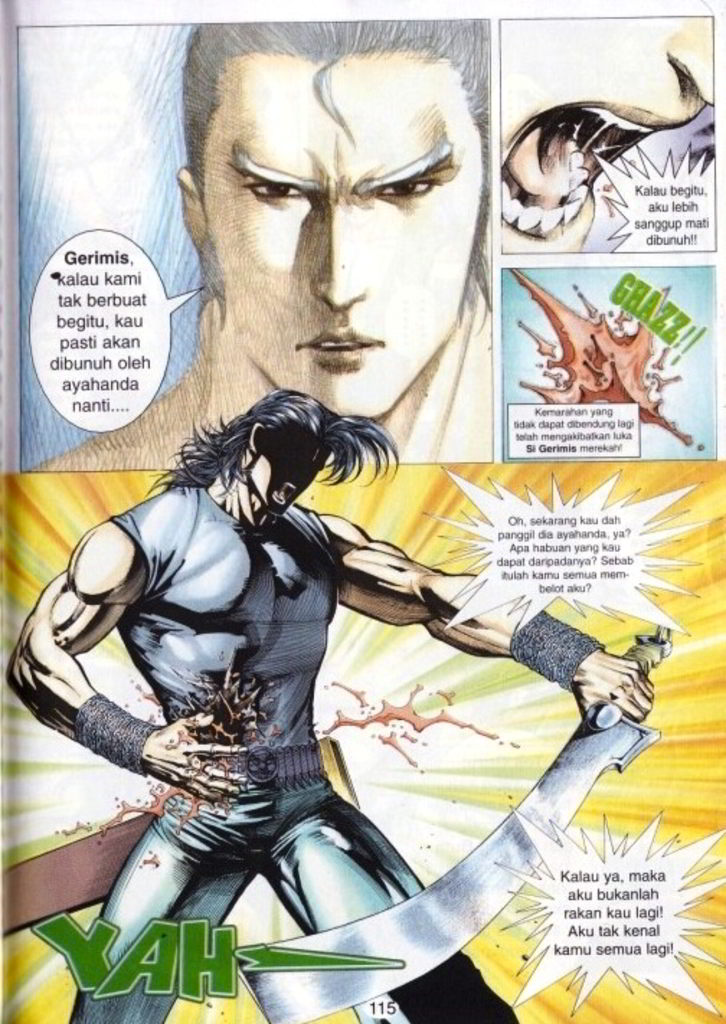 Gerimis,
kalau kami
tak berbuat
begitu, kau
pasti akan
dibunuh oleh
ayahanda
nanti....
Kalau begitu,
aku lebih
sanggup mati
dibunuh!!
CHAZZ!!
Kemarahan yang
tidak dapat dibendung lagi
telah mengakibatkan luka
Si Gerimis merekah!
Oh, sekarang kau dah
panggil dia ayahanda, ya?
Apa habuan yang kau
dapat daripadanya? Sebab
itulah kamu semua mem-
belot aku?
Kalau ya, maka
aku bukanlah
rakan kau lagi!
Aku tak kenal
kamu semua lagi!
YAH
115